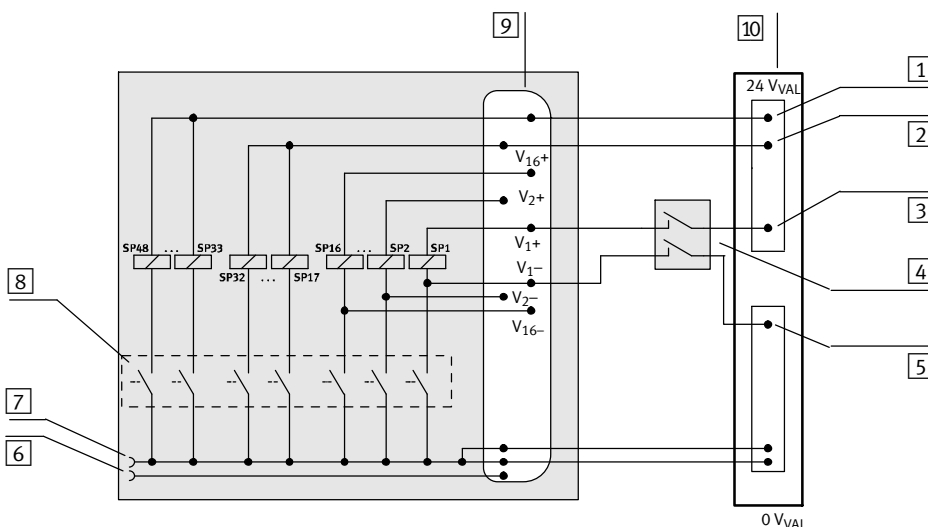 9
10
24 VVAL
1
2
V16+
V2+
3
SP48 ... SP33
SP16 ... SP2 SP1
V1+
V1–
4
SP32 ... SP17
8
V2–
V16–
5
7
6
0 VVAL